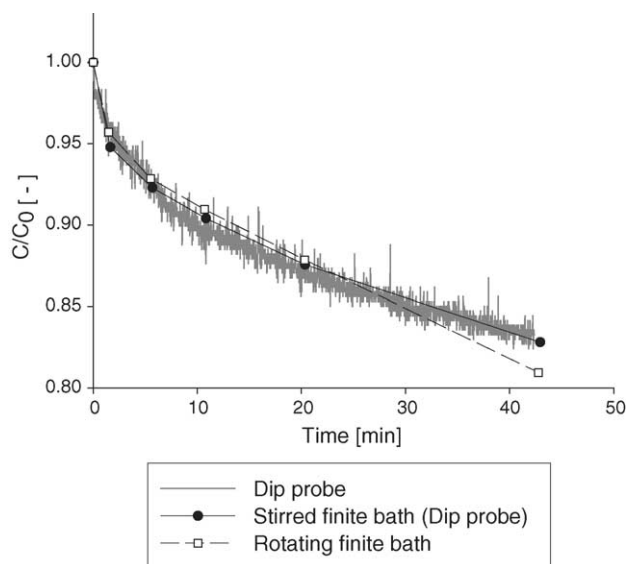 1.00
0.95
0.90
0.85
0.80
C/C0 [ - ]
0 10 20 30 40 50
Time [min]
Dip probe
Stirred finite bath (Dip probe)
Rotating finite bath